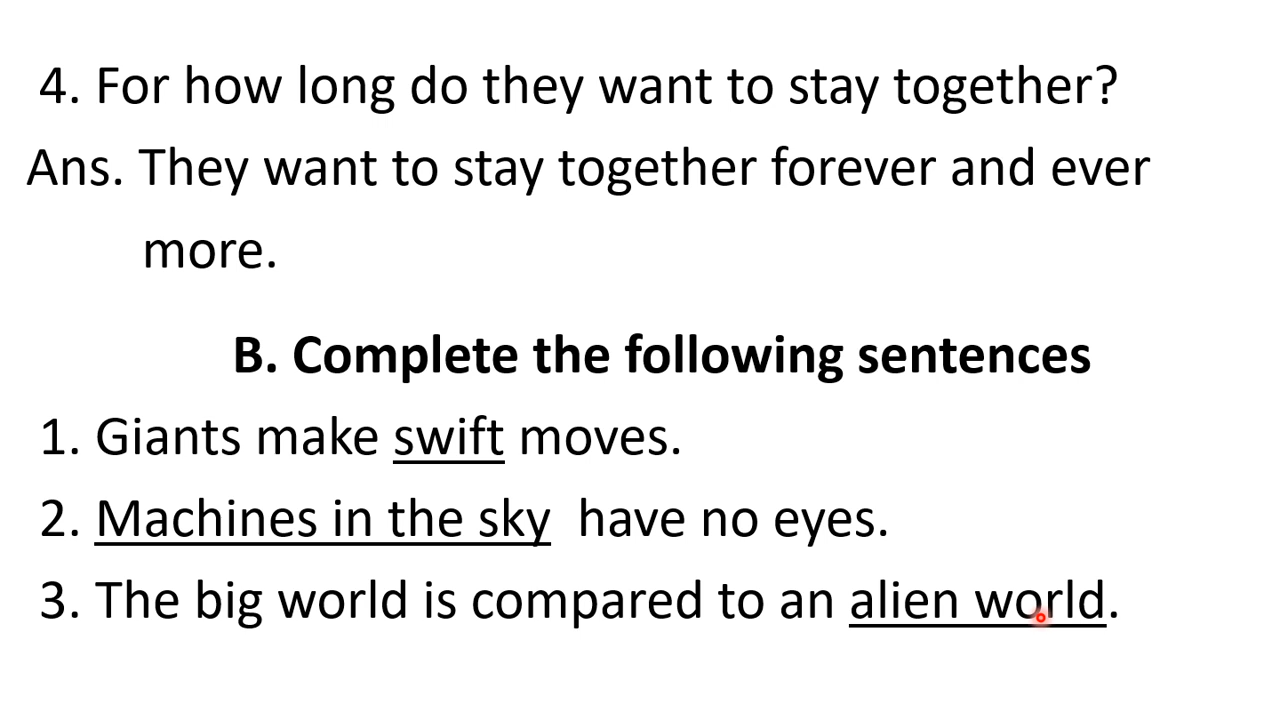 4. For how long do they want to stay together?
Ans. They want to stay together forever and ever
more.
B. Complete the following sentences
1. Giants make swift moves.
2. Machines in the sky have no eyes.
3. The big world is compared to an alien world.